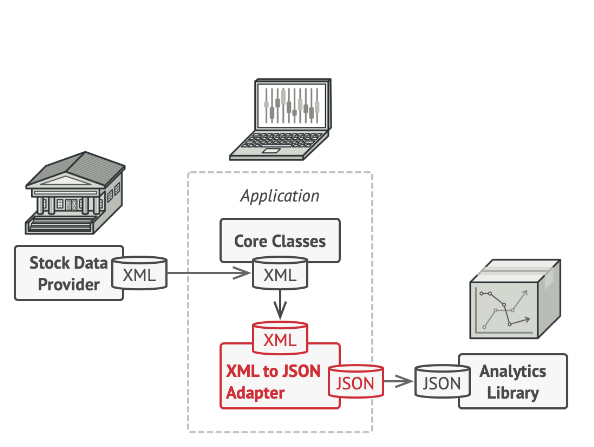 Application
Core Classes
Stock Data
Provider
XML
XML
XML
XML to JSON
Adapter
JSON
JSON
Analytics
Library